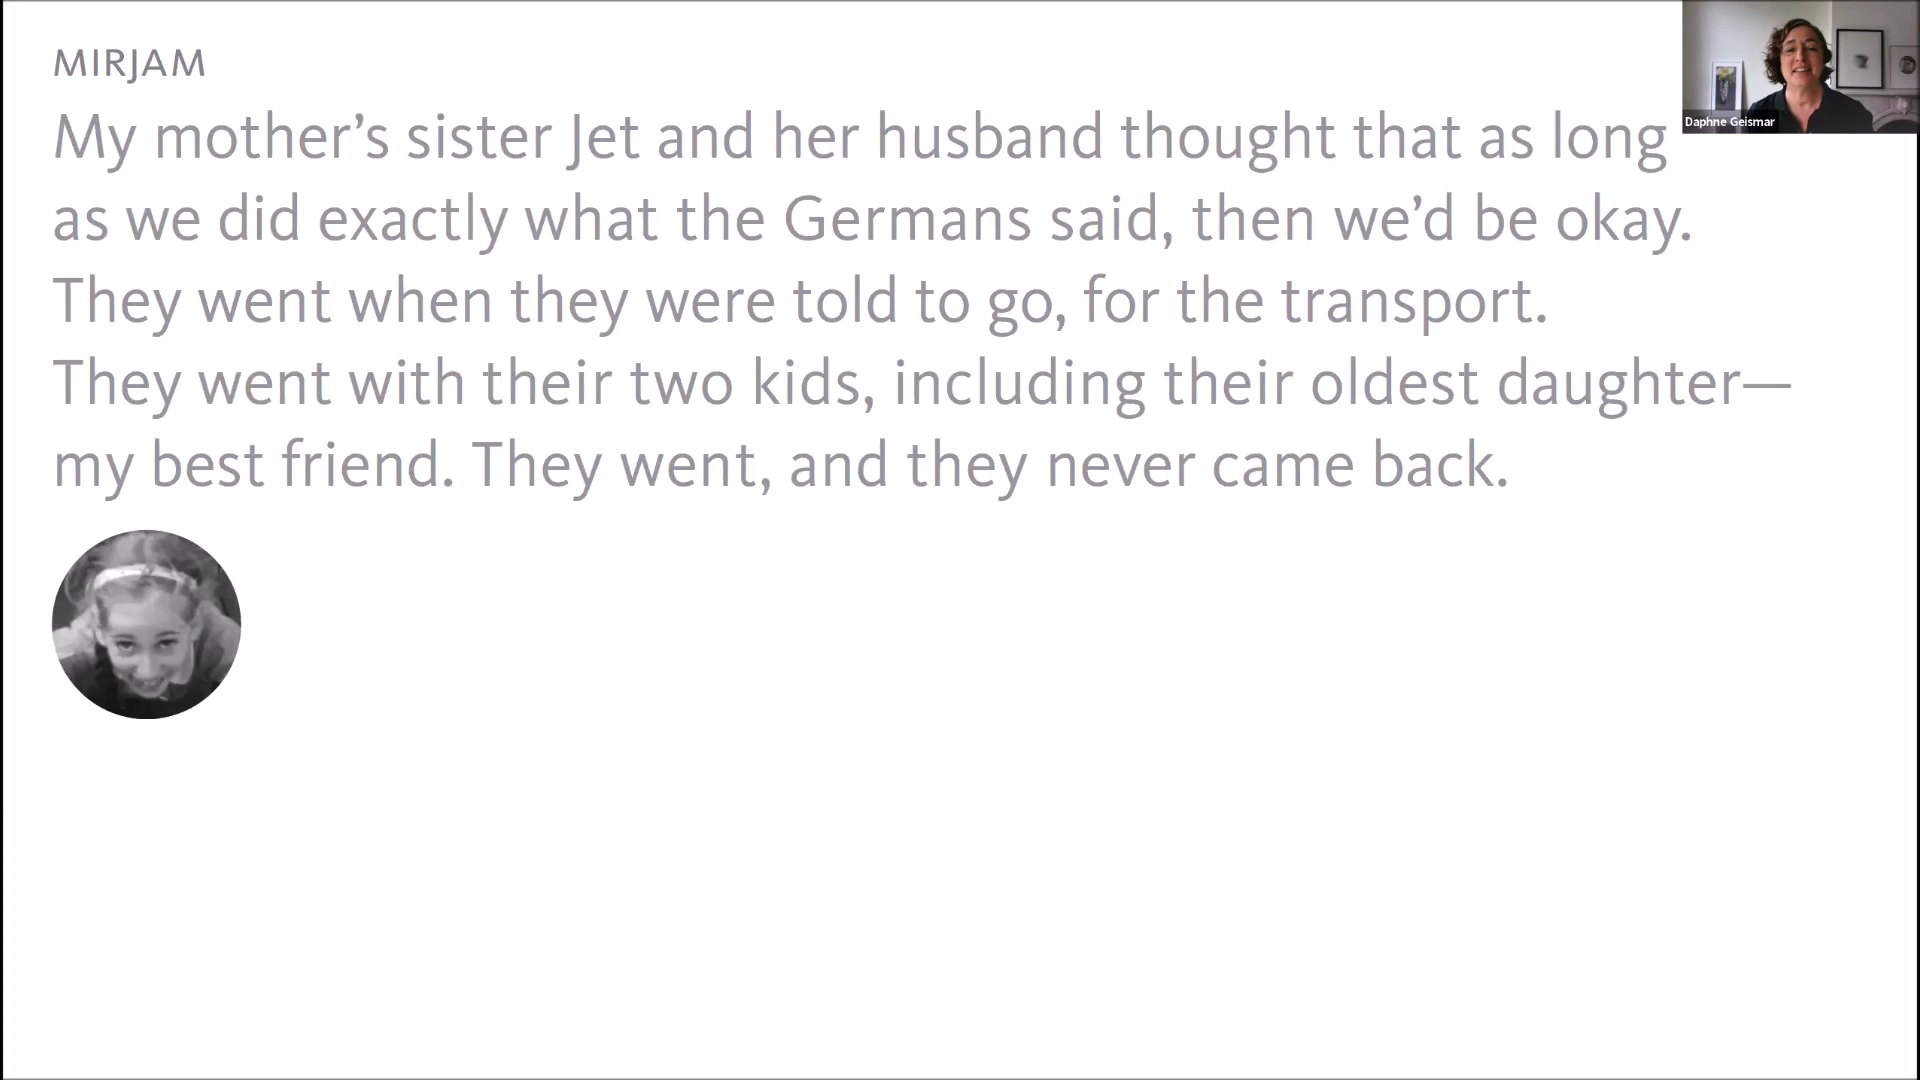 MIRJAM
My mother’s sister Jet and her husband thought that as long
as we did exactly what the Germans said, then we’d be okay.
They went when they were told to go, for the transport.
They went with their two kids, including their oldest daughter—
my best friend. They went, and they never came back.
Daphne Geismar